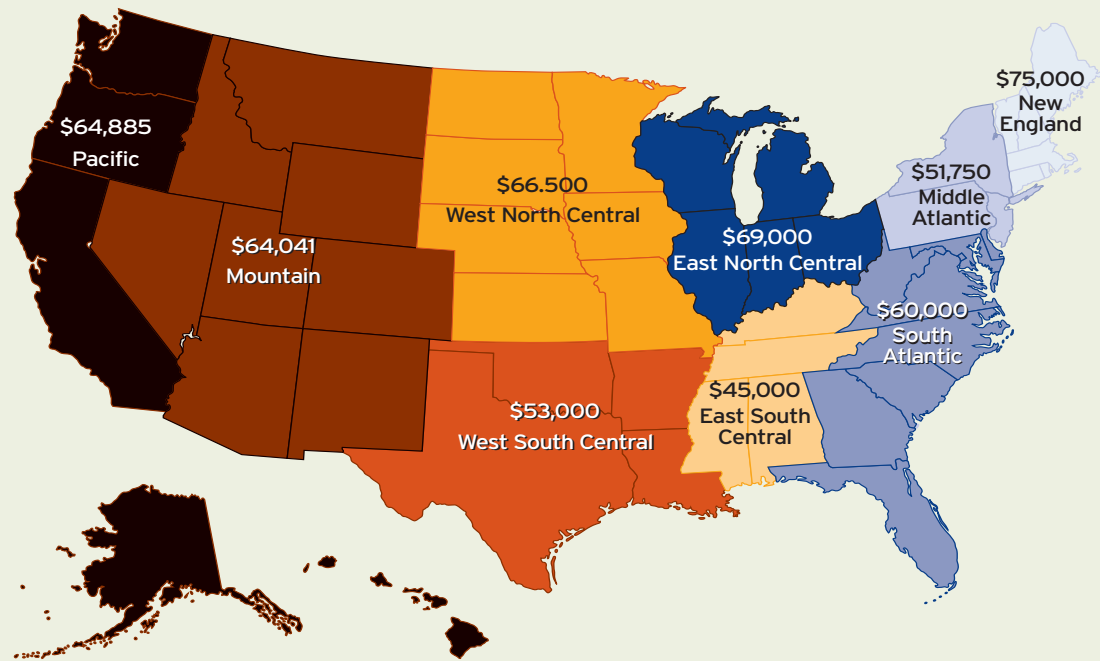 $75,000
New
England
$64,885
Pacific
$51,750
Middle
Atlantic
$66.500
West North Central
$69,000
East North Central
$64,041
Mountain
$60,000
South
Atlantic
$45,000
East South
Central
$53,000
West South Central